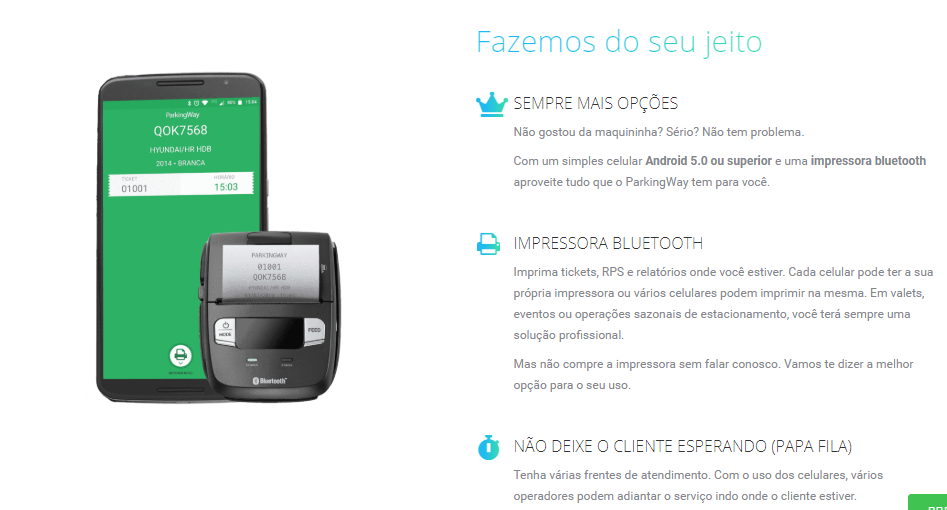 Fazemos do seu jeito
SEMPRE MAIS OPÇÕES
Não gostou da maquininha? Sério? Não tem problema.
Com um simples celular Android 5.0 ou superior e uma impressora bluetooth
aproveite tudo que o ParkingWay tem para você.
IMPRESSORA BLUETOOTH
Imprima tickets, RPS e relatórios onde você estiver. Cada celular pode ter a sua
própria impressora ou vários celulares podem imprimir na mesma. Em valets,
eventos ou operações sazonais de estacionamento, você terá sempre uma
solução profissional.
Mas não compre a impressora sem falar conosco. Vamos te dizer a melhor
opção para o seu uso.
NÃO DEIXE O CLIENTE ESPERANDO (PAPA FILA)
Tenha várias frentes de atendimento. Com o uso dos celulares, vários
operadores podem adiantar o serviço indo onde o cliente estiver.
ParkingWay
QOK7568
HYUNDAI/HR HDB
2014 - BRANCA
TICKET
01001
15:03
PARKINGWAY
01001
QOK7568
HYUNDAI/HR HDB
MODE
FEED
Bluetooth